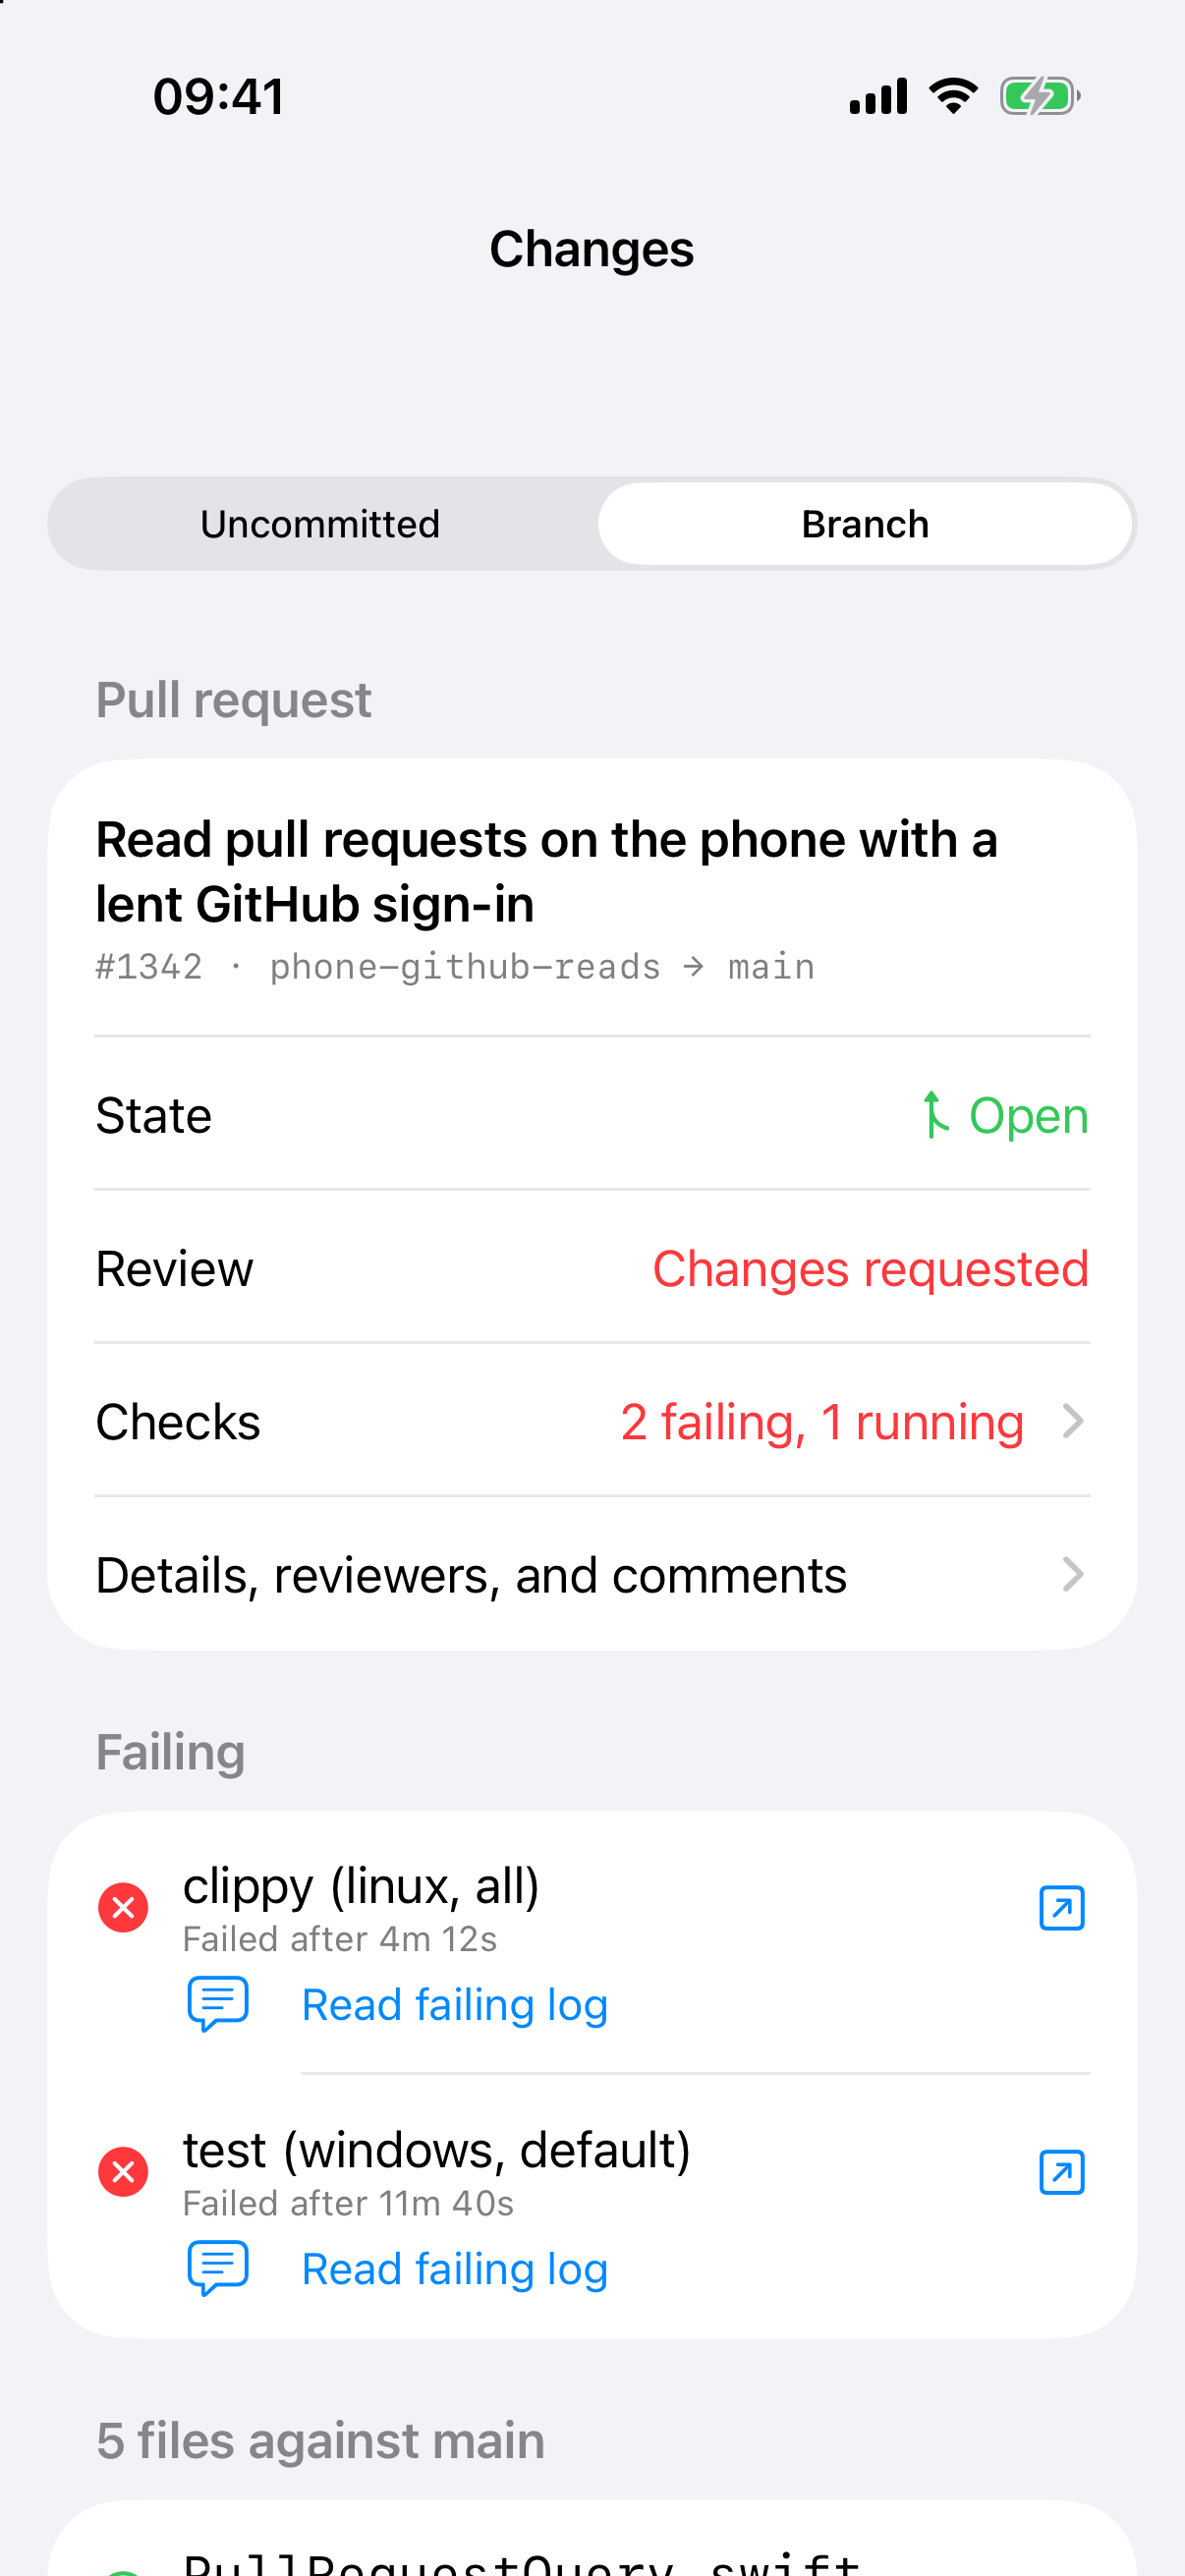 09:41
Changes
Uncommitted
Branch
Pull request
Read pull requests on the phone with a
lent GitHub sign-in
#1342 · phone-github-reads → main
State
Open
Review
Changes requested
Checks
2 failing, 1 running
Details, reviewers, and comments
Failing
clippy (linux, all)
Failed after 4m 12s
Read failing log
test (windows, default)
Failed after 11m 40s
Read failing log
5 files against main
PullRequestQuery.swift